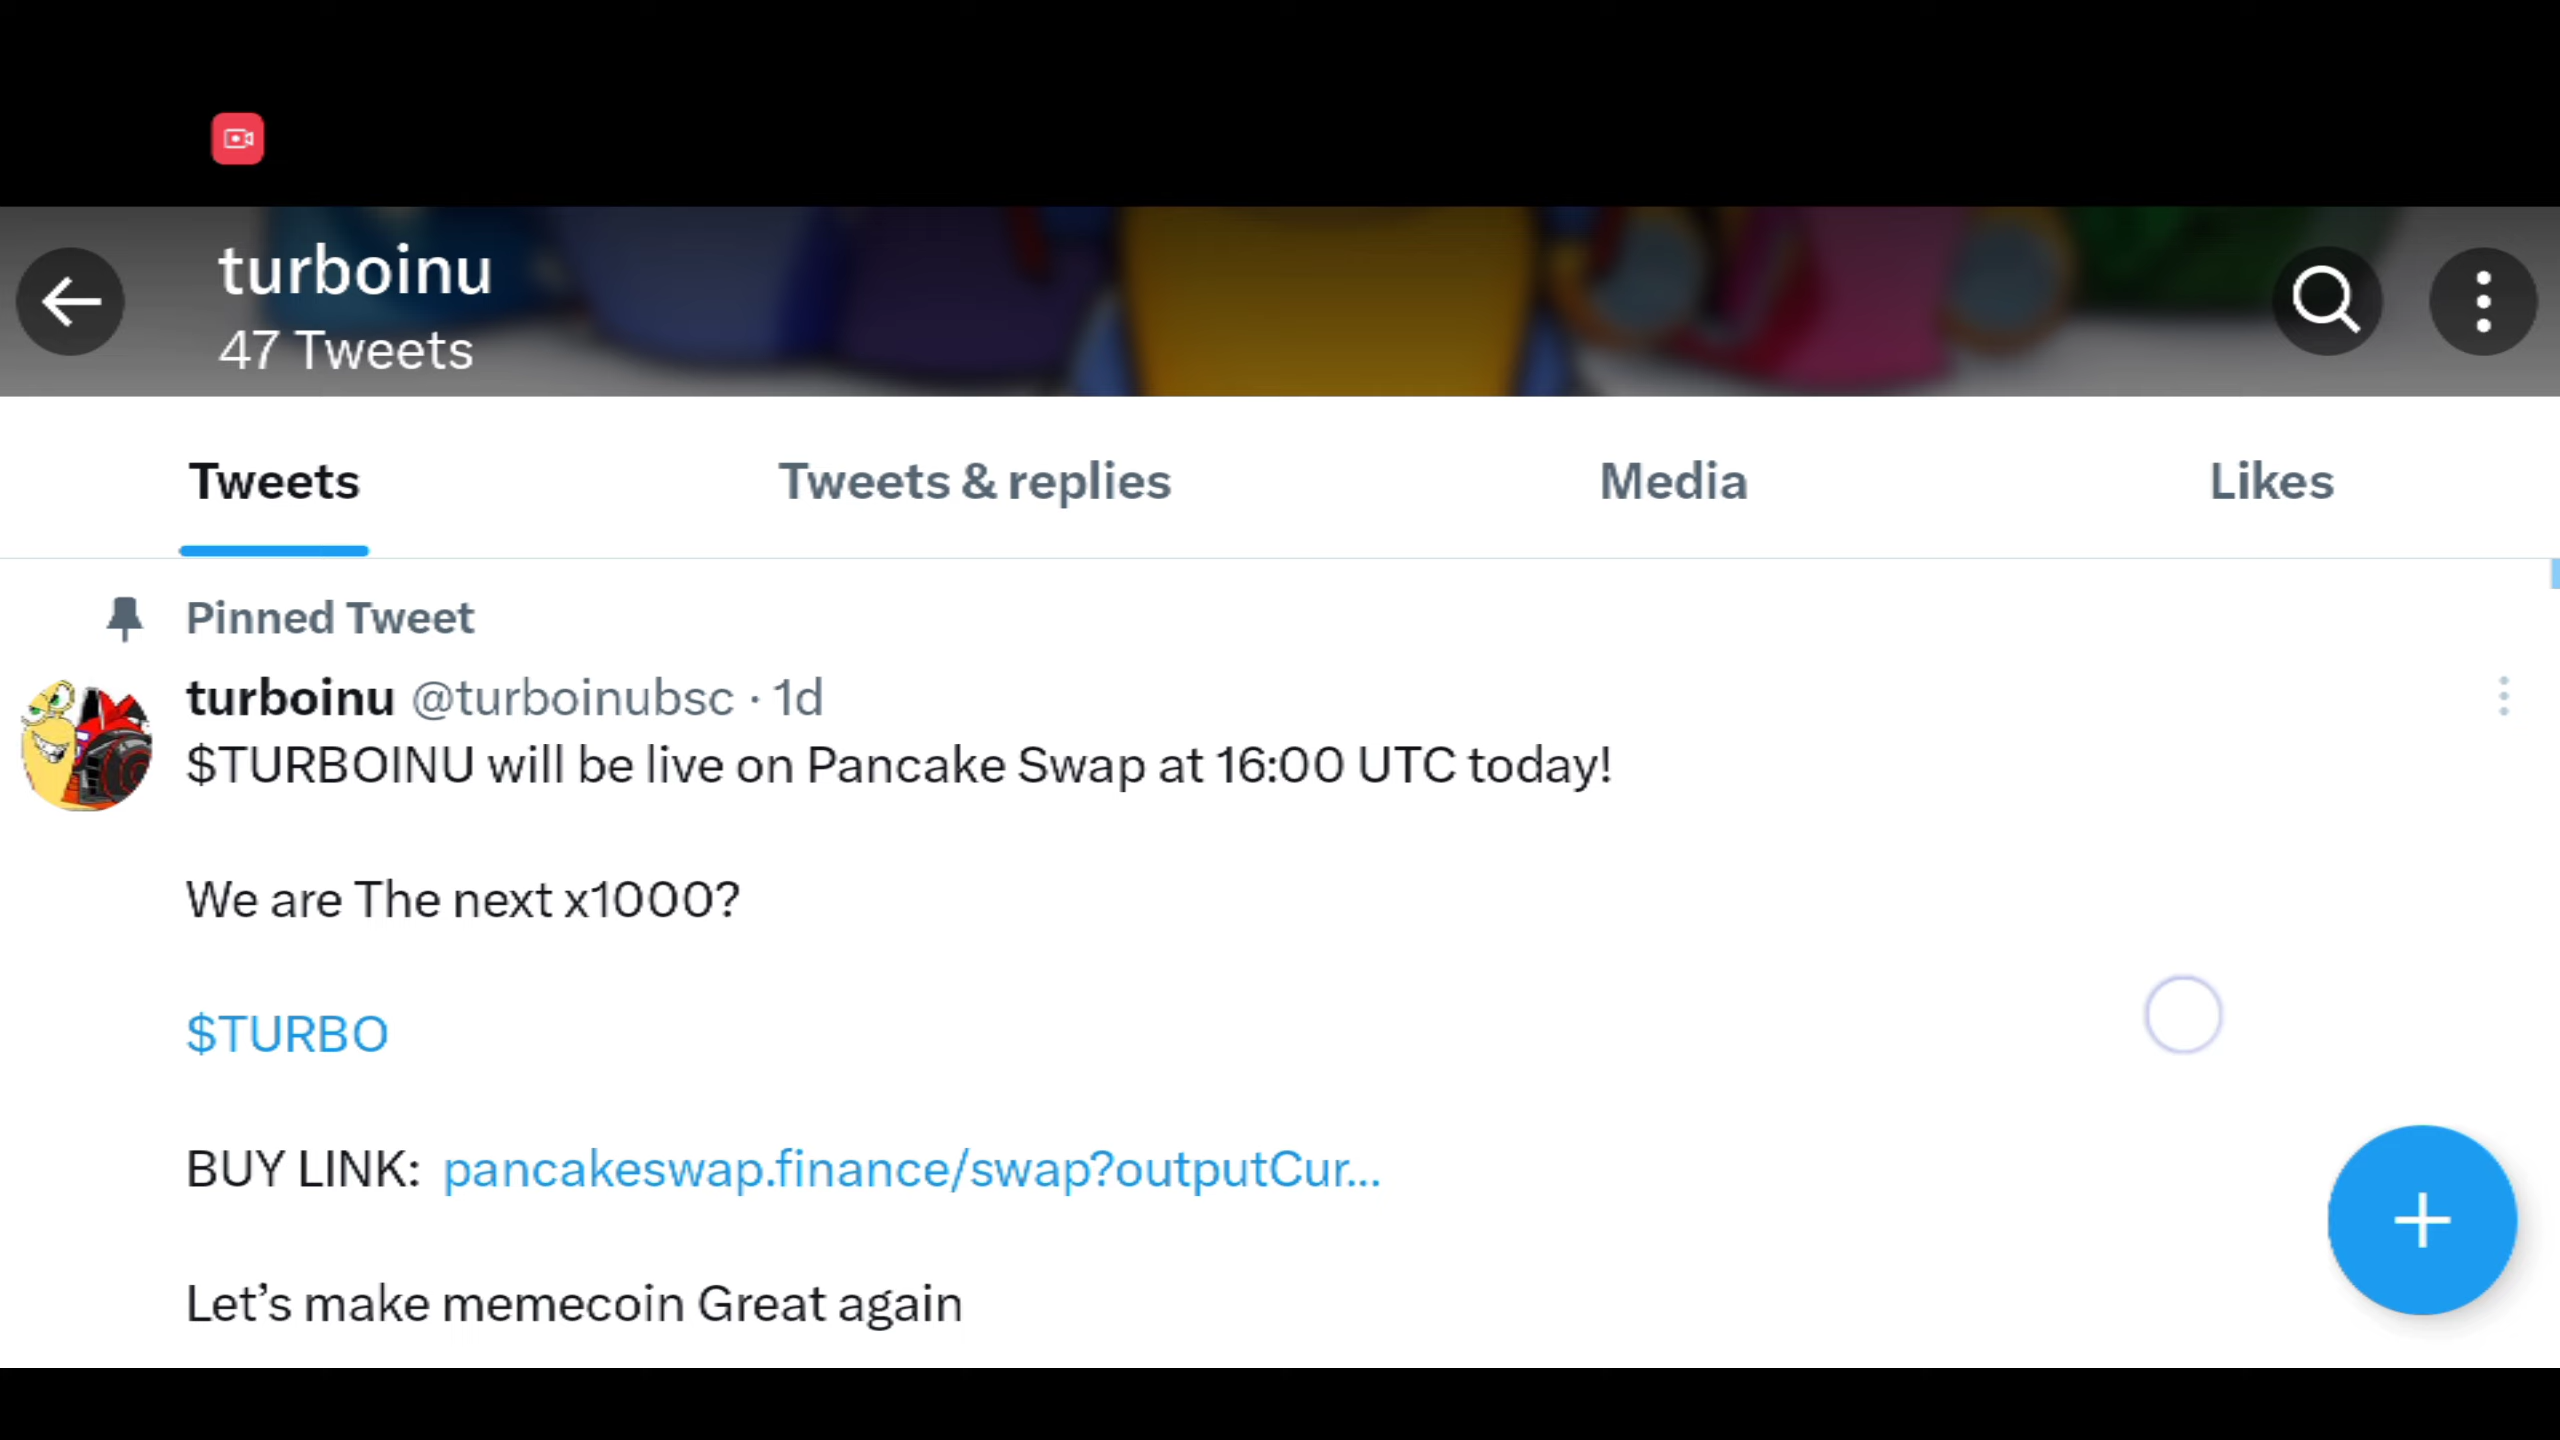 turboinu
47 Tweets
Tweets
Tweets & replies
Media
Likes
Pinned Tweet
turboinu @turboinubsc · 1d
$TURBOINU will be live on Pancake Swap at 16:00 UTC today!
We are The next x1000?
$TURBO
BUY LINK: pancakeswap.finance/swap?outputCur...
Let’s make memecoin Great again